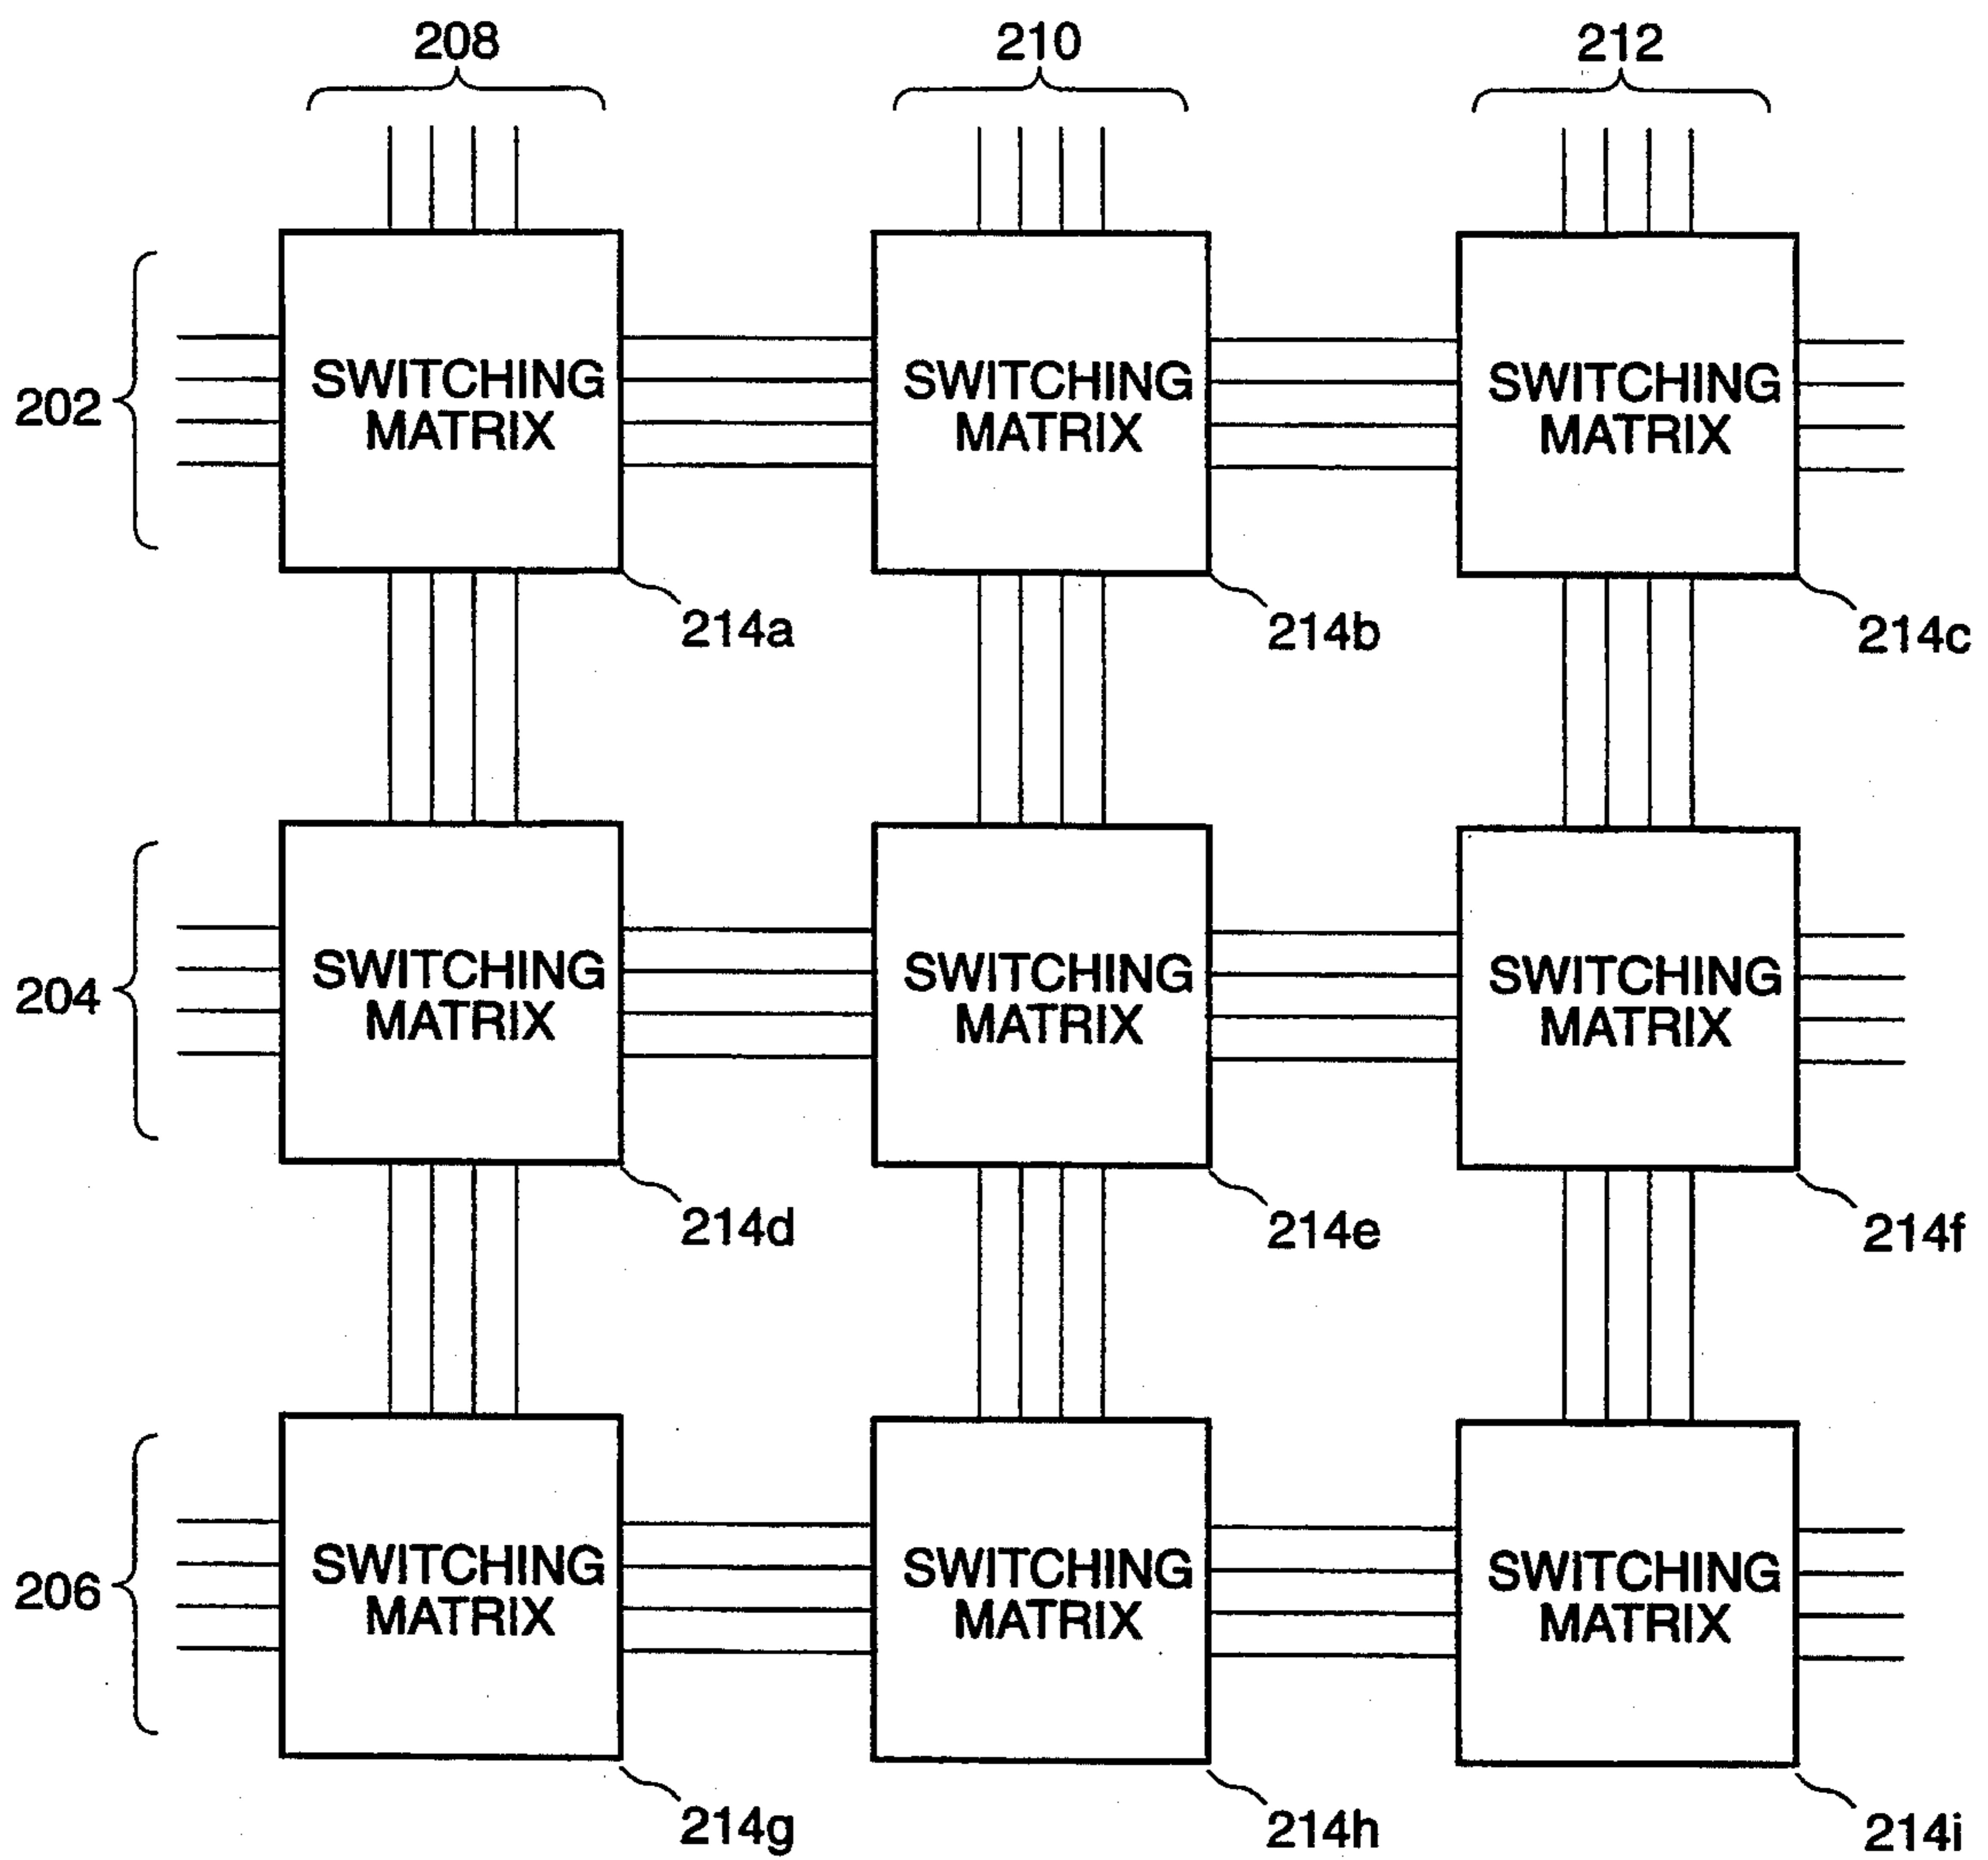 208 210 212
202
SWITCHING MATRIX
SWITCHING MATRIX
SWITCHING MATRIX
214a 214b 214c
204
SWITCHING MATRIX
SWITCHING MATRIX
SWITCHING MATRIX
214d 214e 214f
206
SWITCHING MATRIX
SWITCHING MATRIX
SWITCHING MATRIX
214g 214h 214i